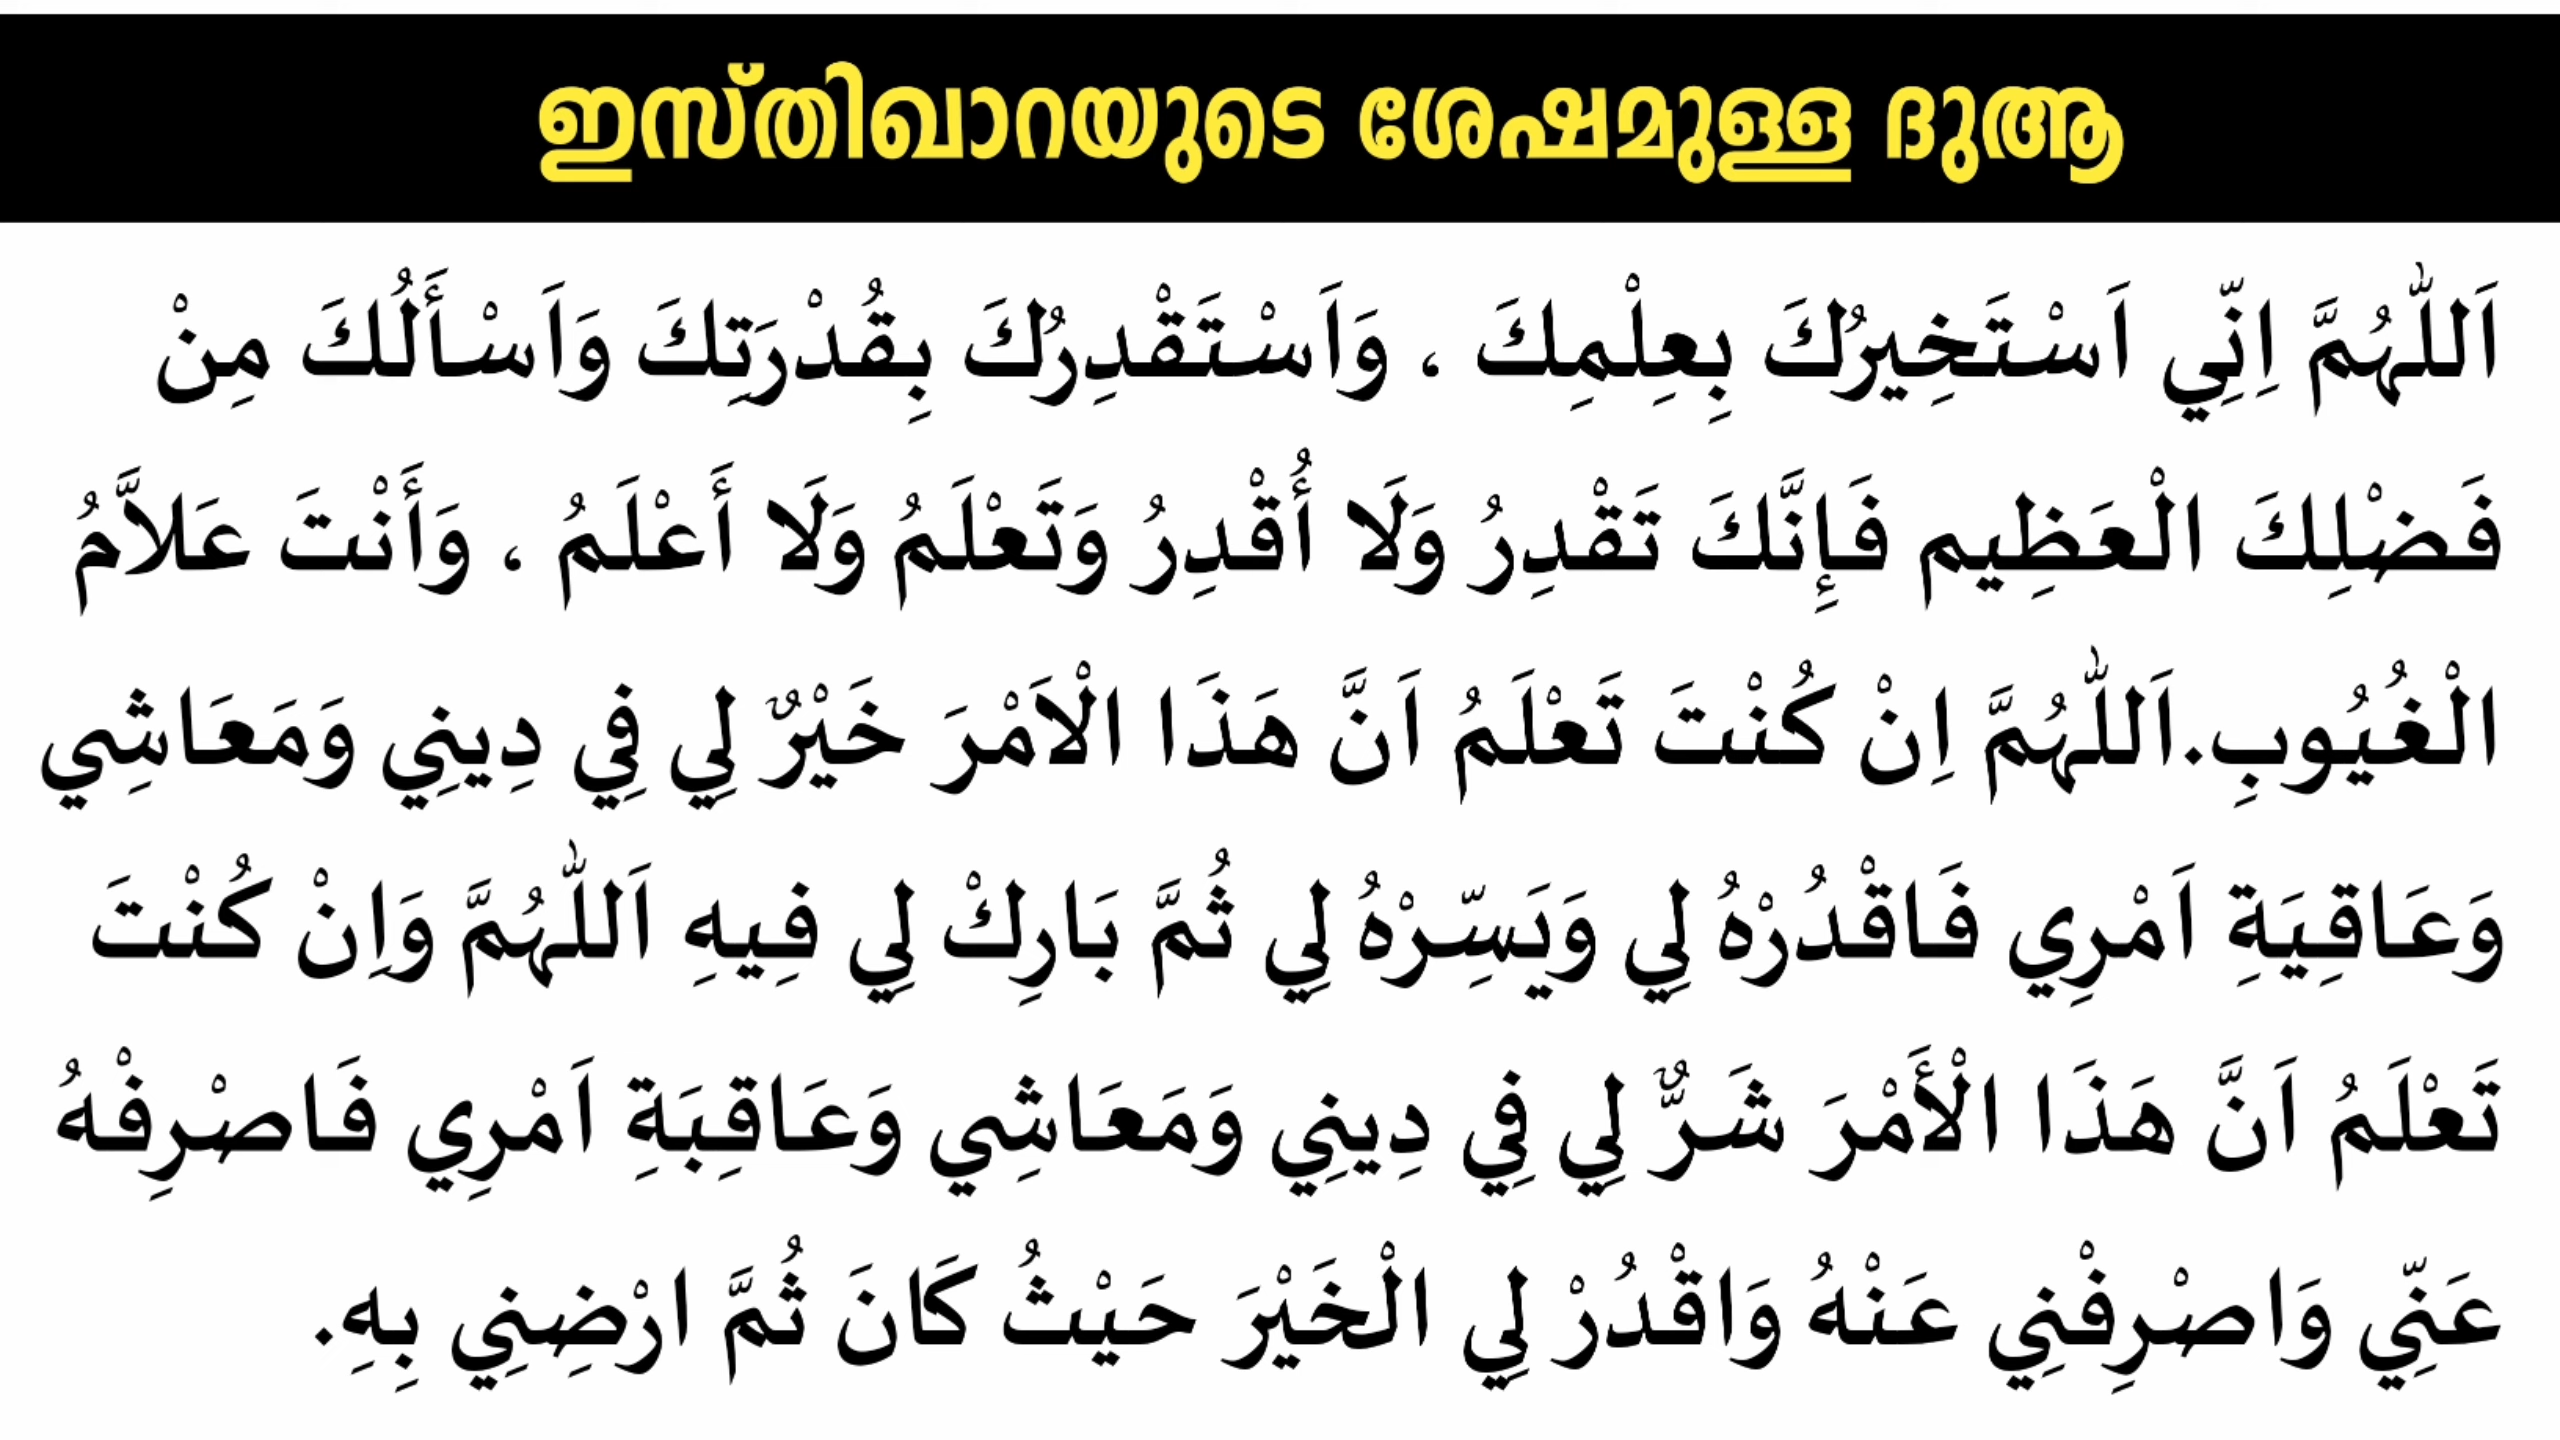 ഇസ്തിഖാറയുടെ ശേഷമുള്ള ദുആ
اَللّٰهُمَّ اِنِّي اَسْتَخِيرُكَ بِعِلْمِكَ ، وَاَسْتَقْدِرُكَ بِقُدْرَتِكَ وَاَسْأَلُكَ مِنْ
فَضْلِكَ الْعَظِيم فَإِنَّكَ تَقْدِرُ وَلَا أُقْدِرُ وَتَعْلَمُ وَلَا أَعْلَمُ ، وَأَنْتَ عَلاَّمُ
الْغُيُوبِ.اَللّٰهُمَّ اِنْ كُنْتَ تَعْلَمُ اَنَّ هَذَا الْاَمْرَ خَيْرٌ لِي فِي دِينِي وَمَعَاشِي
وَعَاقِيَةِ اَمْرِي فَاقْدُرْهُ لِي وَيَسِّرْهُ لِي ثُمَّ بَارِكْ لِي فِيهِ اَللّٰهُمَّ وَاِنْ كُنْتَ
تَعْلَمُ اَنَّ هَذَا الْأَمْرَ شَرٌّ لِي فِي دِينِي وَمَعَاشِي وَعَاقِبَةِ اَمْرِي فَاصْرِفْهُ
عَنِّي وَاصْرِفْنِي عَنْهُ وَاقْدُرْ لِي الْخَيْرَ حَيْثُ كَانَ ثُمَّ ارْضِنِي بِهِ.